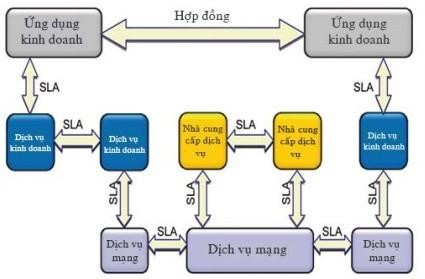 Hợp đồng
Ứng dụng
kinh doanh
Ứng dụng
kinh doanh
SLA
SLA
Dịch vụ
kinh doanh
SLA
Dịch vụ
kinh doanh
Nhà cung
cấp dịch
vụ
SLA
Nhà cung
cấp dịch
vụ
Dịch vụ
kinh doanh
SLA
SLA
SLA
SLA
Dịch vụ
mạng
SLA
Dịch vụ mạng
SLA
Dịch vụ
mạng